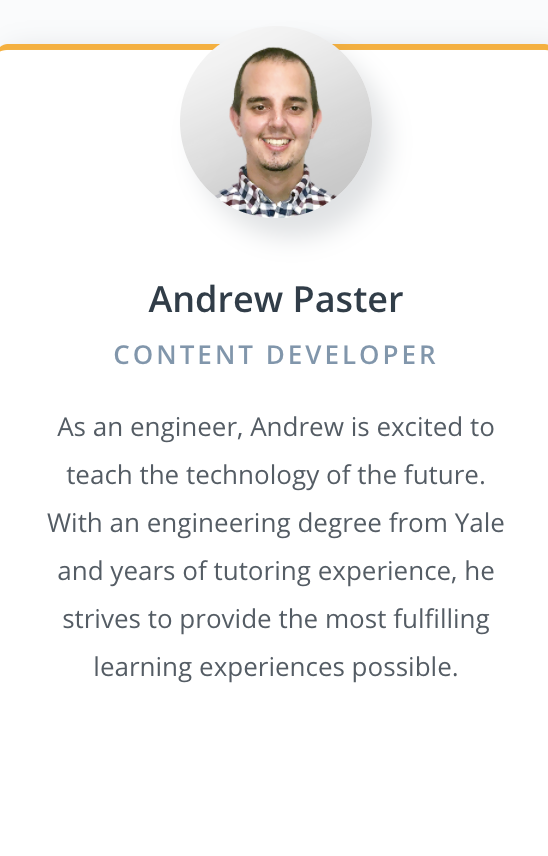 Andrew Paster
CONTENT DEVELOPER
As an engineer, Andrew is excited to
teach the technology of the future.
With an engineering degree from Yale
and years of tutoring experience, he
strives to provide the most fulfilling
learning experiences possible.